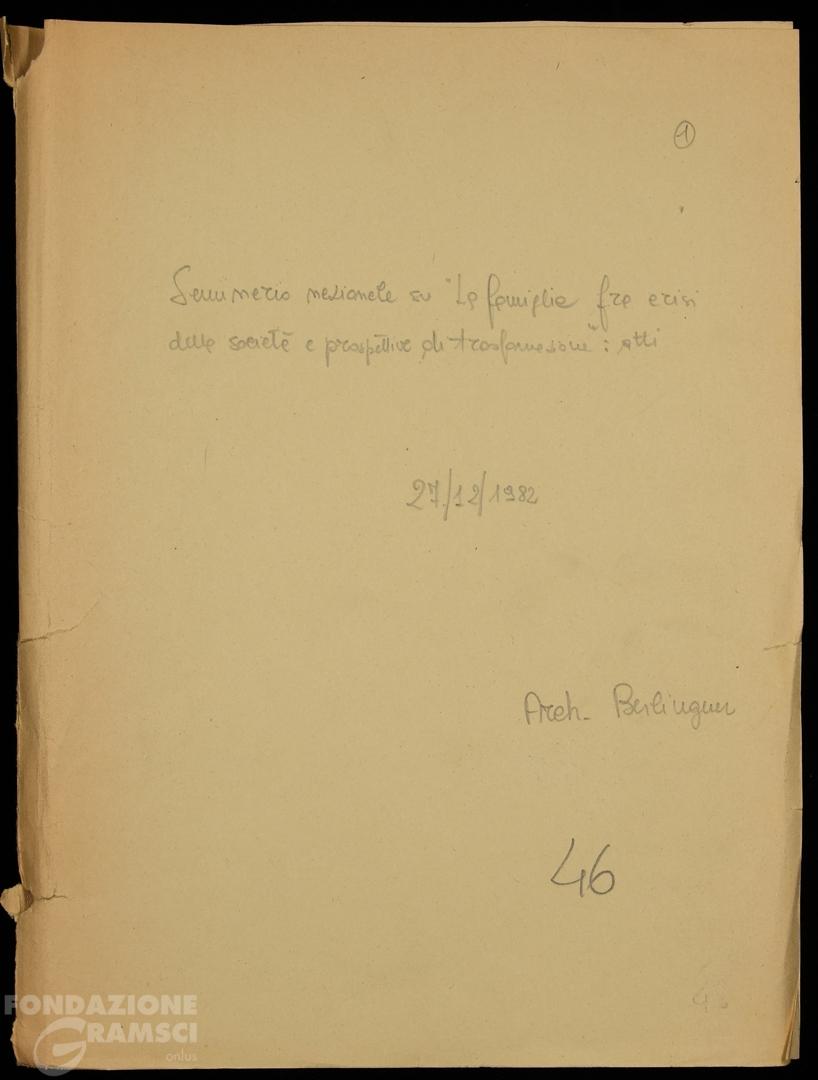 1
Seminario nazionale su "La famiglia fra crisi
della società e prospettive di trasformazione": atti
27/12/1982
Arch. Berlinguer
46
FONDAZIONE
GRAMSCI
onlus